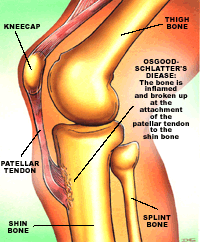 KNEECAP
THIGH
BONE
OSGOOD-
SCHLATTER'S
DIEASE:
The bone is
inflamed and
broken up
at the
attachment
of the
patellar tendon
to the
shin bone
PATELLAR
TENDON
SHIN
BONE
SPLINT
BONE